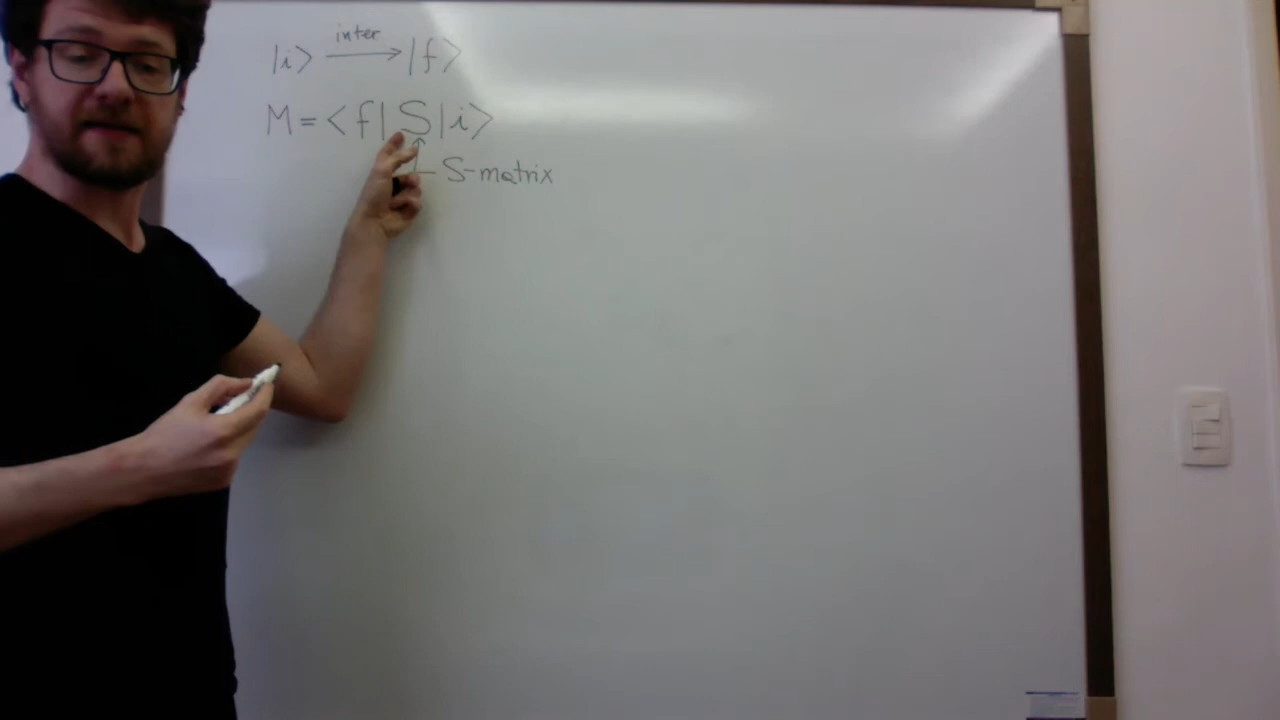 inter
|i> ⟶ |f>
M = <f|S|i>
S-matrix